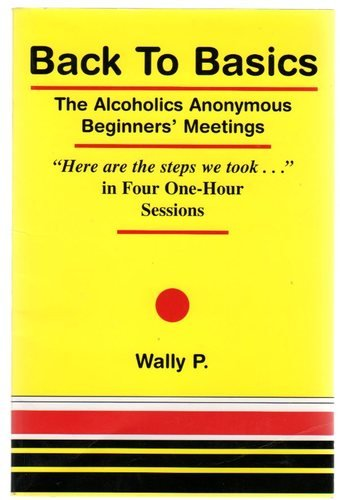 Back To Basics
The Alcoholics Anonymous
Beginners' Meetings
“Here are the steps we took . . .”
in Four One-Hour
Sessions
Wally P.